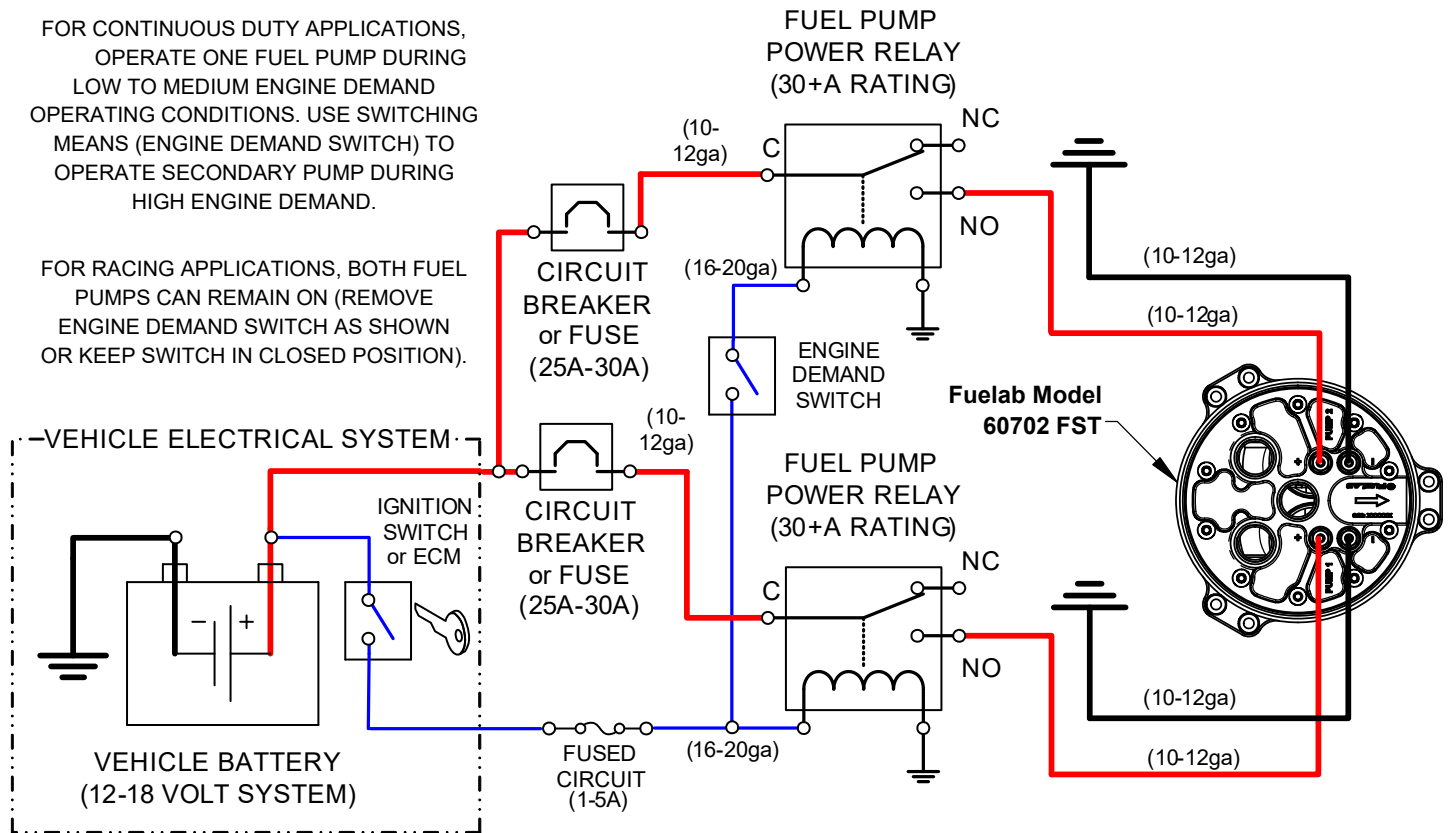 FOR CONTINUOUS DUTY APPLICATIONS,
OPERATE ONE FUEL PUMP DURING
LOW TO MEDIUM ENGINE DEMAND
OPERATING CONDITIONS. USE SWITCHING
MEANS (ENGINE DEMAND SWITCH) TO
OPERATE SECONDARY PUMP DURING
HIGH ENGINE DEMAND.
FOR RACING APPLICATIONS, BOTH FUEL
PUMPS CAN REMAIN ON (REMOVE
ENGINE DEMAND SWITCH AS SHOWN
OR KEEP SWITCH IN CLOSED POSITION).
FUEL PUMP
POWER RELAY
(30+A RATING)
NC
C
NO
(10-
12ga)
CIRCUIT
BREAKER
or FUSE
(25A-30A)
(16-20ga)
ENGINE
DEMAND
SWITCH
(10-12ga)
(10-12ga)
Fuelab Model
60702 FST
PUMP 2
+
−
PUMP 1
+
−
VEHICLE ELECTRICAL SYSTEM
IGNITION
SWITCH
or ECM
− +
VEHICLE BATTERY
(12-18 VOLT SYSTEM)
(10-
12ga)
CIRCUIT
BREAKER
or FUSE
(25A-30A)
FUEL PUMP
POWER RELAY
(30+A RATING)
NC
C
NO
FUSED
CIRCUIT
(1-5A)
(16-20ga)
(10-12ga)
(10-12ga)